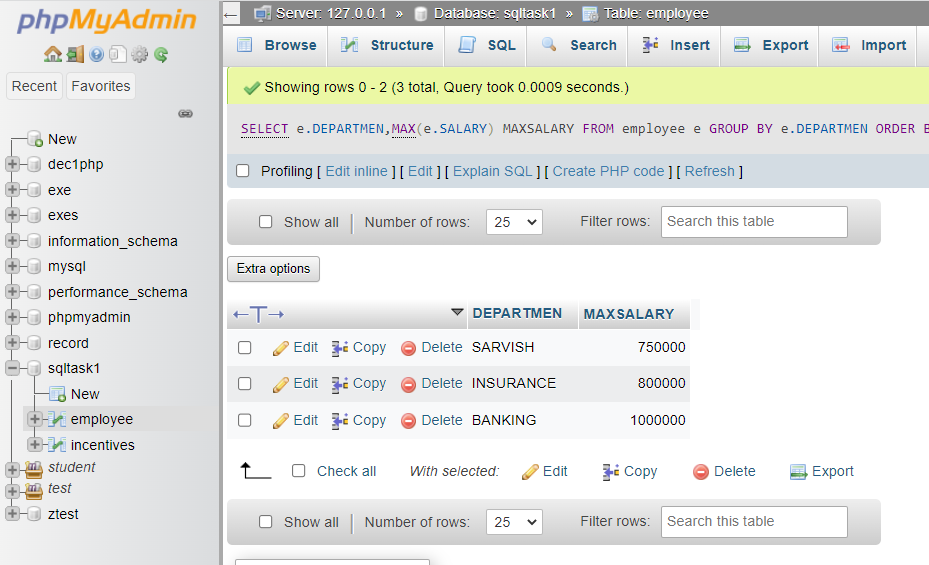 phpMyAdmin
Recent Favorites
New
dec1php
exe
exes
information_schema
mysql
performance_schema
phpmyadmin
record
sqltask1
New
employee
incentives
student
test
ztest
Server: 127.0.0.1 » Database: sqltask1 » Table: employee
Browse Structure SQL Search Insert Export Import
Showing rows 0 - 2 (3 total, Query took 0.0009 seconds.)
SELECT e.DEPARTMEN,MAX(e.SALARY) MAXSALARY FROM employee e GROUP BY e.DEPARTMEN ORDER B
Profiling [ Edit inline ] [ Edit ] [ Explain SQL ] [ Create PHP code ] [ Refresh ]
Show all Number of rows: 25 Filter rows: Search this table
Extra options
←T→ DEPARTMEN MAXSALARY
Edit Copy Delete SARVISH 750000
Edit Copy Delete INSURANCE 800000
Edit Copy Delete BANKING 1000000
Check all With selected: Edit Copy Delete Export
Show all Number of rows: 25 Filter rows: Search this table